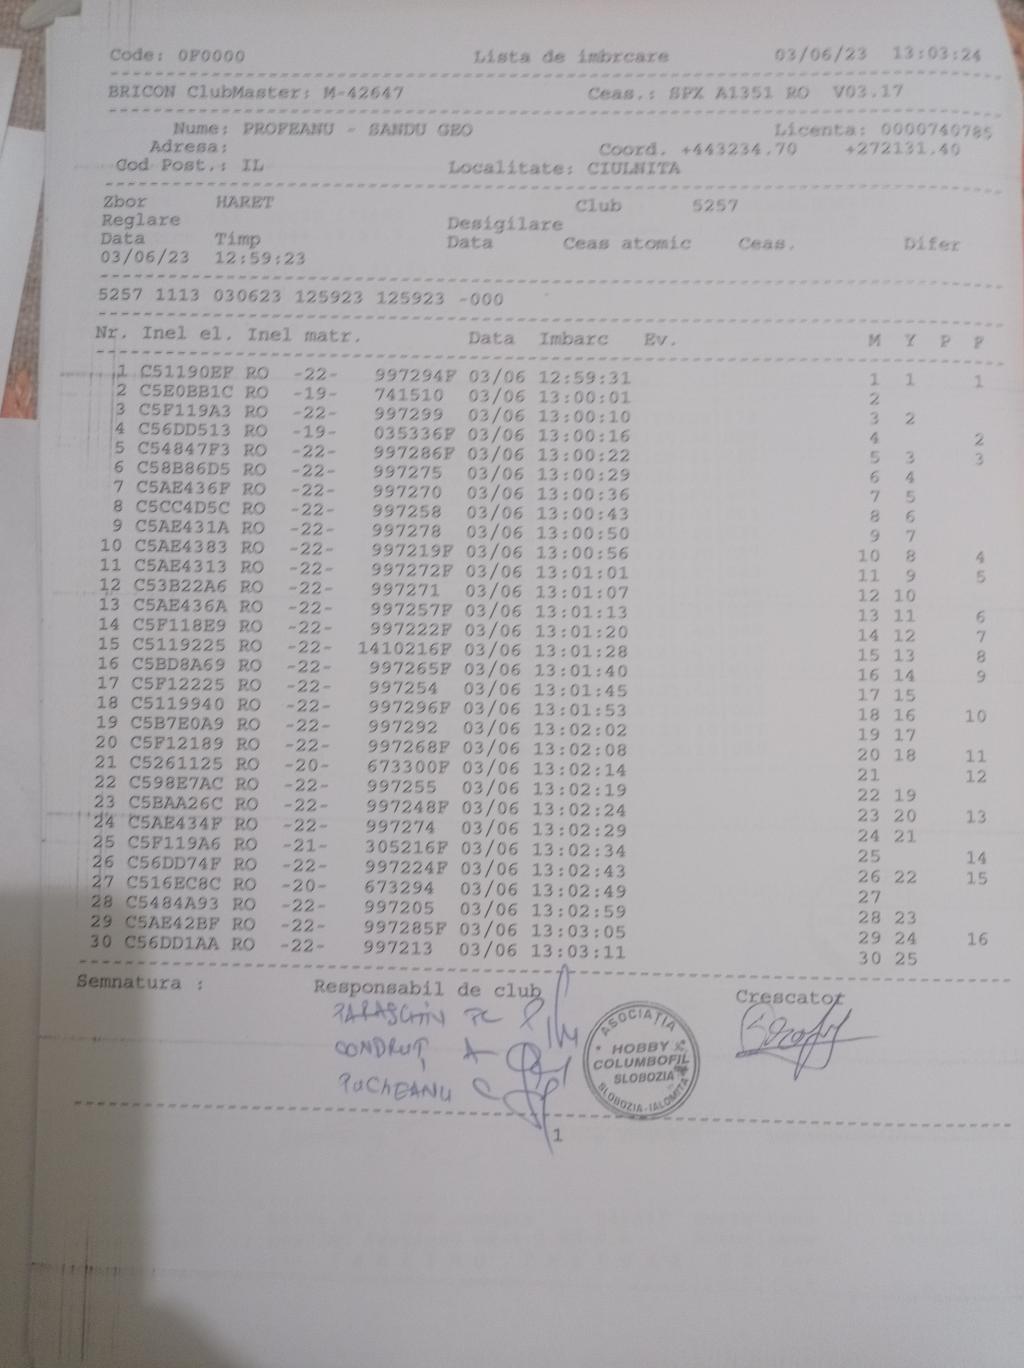 Code: 0F0000 Lista de imbrcare 03/06/23 13:03:24
BRICON ClubMaster: M-42647 Ceas.: SPX A1351 RO V03.17
Nume: PROFEANU - SANDU GEO Licenta: 0000740785
Adresa: Coord. +443234.70 +272131.40
Cod Post.: IL Localitate: CIULNITA
Zbor HARET Club 5257
Reglare Desigilare
Data Timp Data Ceas atomic Ceas. Difer
03/06/23 12:59:23
5257 1113 030623 125923 125923 -000
Nr. Inel el. Inel matr. Data Imbarc Ev. M Y P F
1 C51190EF RO -22- 997294F 03/06 12:59:31 1 1 1
2 C5E0BB1C RO -19- 741510 03/06 13:00:01 2
3 C5F119A3 RO -22- 997299 03/06 13:00:10 3 2
4 C56DD513 RO -19- 035336F 03/06 13:00:16 4 2
5 C54847F3 RO -22- 997286F 03/06 13:00:22 5 3 3
6 C58B86D5 RO -22- 997275 03/06 13:00:29 6 4
7 C5AE436F RO -22- 997270 03/06 13:00:36 7 5
8 C5CC4D5C RO -22- 997258 03/06 13:00:43 8 6
9 C5AE431A RO -22- 997278 03/06 13:00:50 9 7
10 C5AE4383 RO -22- 997219F 03/06 13:00:56 10 8 4
11 C5AE4313 RO -22- 997272F 03/06 13:01:01 11 9 5
12 C53B22A6 RO -22- 997271 03/06 13:01:07 12 10
13 C5AE436A RO -22- 997257F 03/06 13:01:13 13 11 6
14 C5F118E9 RO -22- 997222F 03/06 13:01:20 14 12 7
15 C5119225 RO -22- 1410216F 03/06 13:01:28 15 13 8
16 C5BD8A69 RO -22- 997265F 03/06 13:01:40 16 14 9
17 C5F12225 RO -22- 997254 03/06 13:01:45 17 15
18 C5119940 RO -22- 997296F 03/06 13:01:53 18 16 10
19 C5B7E0A9 RO -22- 997292 03/06 13:02:02 19 17
20 C5F12189 RO -22- 997268F 03/06 13:02:08 20 18 11
21 C5261125 RO -20- 673300F 03/06 13:02:14 21 12
22 C598E7AC RO -22- 997255 03/06 13:02:19 22 19
23 C5BAA26C RO -22- 997248F 03/06 13:02:24 23 20 13
24 C5AE434F RO -22- 997274 03/06 13:02:29 24 21
25 C5F119A6 RO -21- 305216F 03/06 13:02:34 25 14
26 C56DD74F RO -22- 997224F 03/06 13:02:43 26 22 15
27 C516EC8C RO -20- 673294 03/06 13:02:49 27
28 C5484A93 RO -22- 997205 03/06 13:02:59 28 23
29 C5AE42BF RO -22- 997285F 03/06 13:03:05 29 24 16
30 C56DD1AA RO -22- 997213 03/06 13:03:11 30 25
Semnatura : Responsabil de club Crescator
PARASCHIV
CONDRUȚ A
PUCHEANU C
ASOCIAȚIA
HOBBY
COLUMBOFIL
SLOBOZIA
SLOBOZIA-IALOMIȚA
1